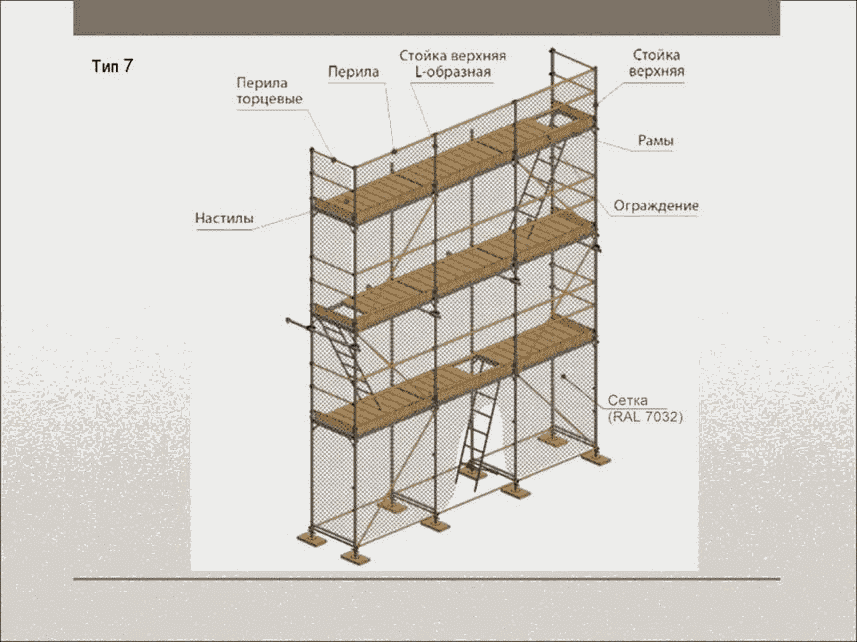 Тип 7
Перила
торцевые
Перила
Стойка верхняя
L-образная
Стойка
верхняя
Рамы
Настилы
Ограждение
Сетка
(RAL 7032)